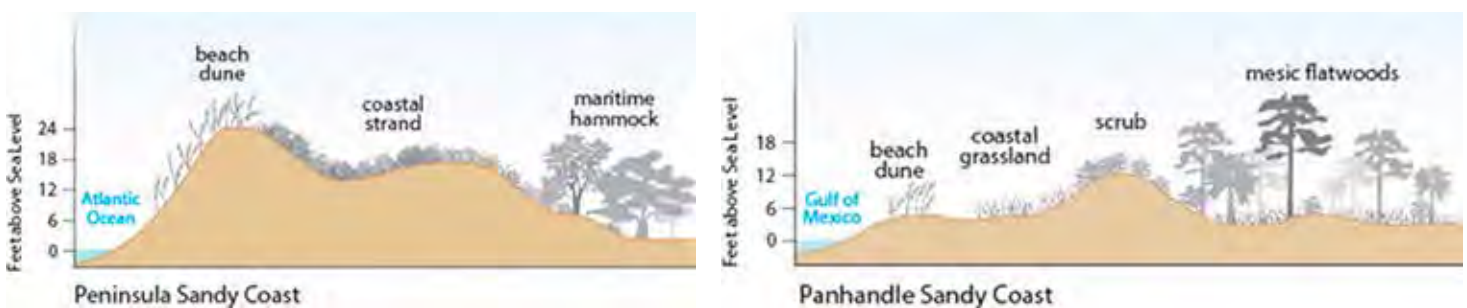 beach
dune
coastal
strand
maritime
hammock
Feet above Sea Level
24
18
12
6
0
Atlantic
Ocean
Peninsula Sandy Coast
mesic flatwoods
scrub
coastal
grassland
beach
dune
Feet above Sea Level
18
12
6
0
Gulf of
Mexico
Panhandle Sandy Coast